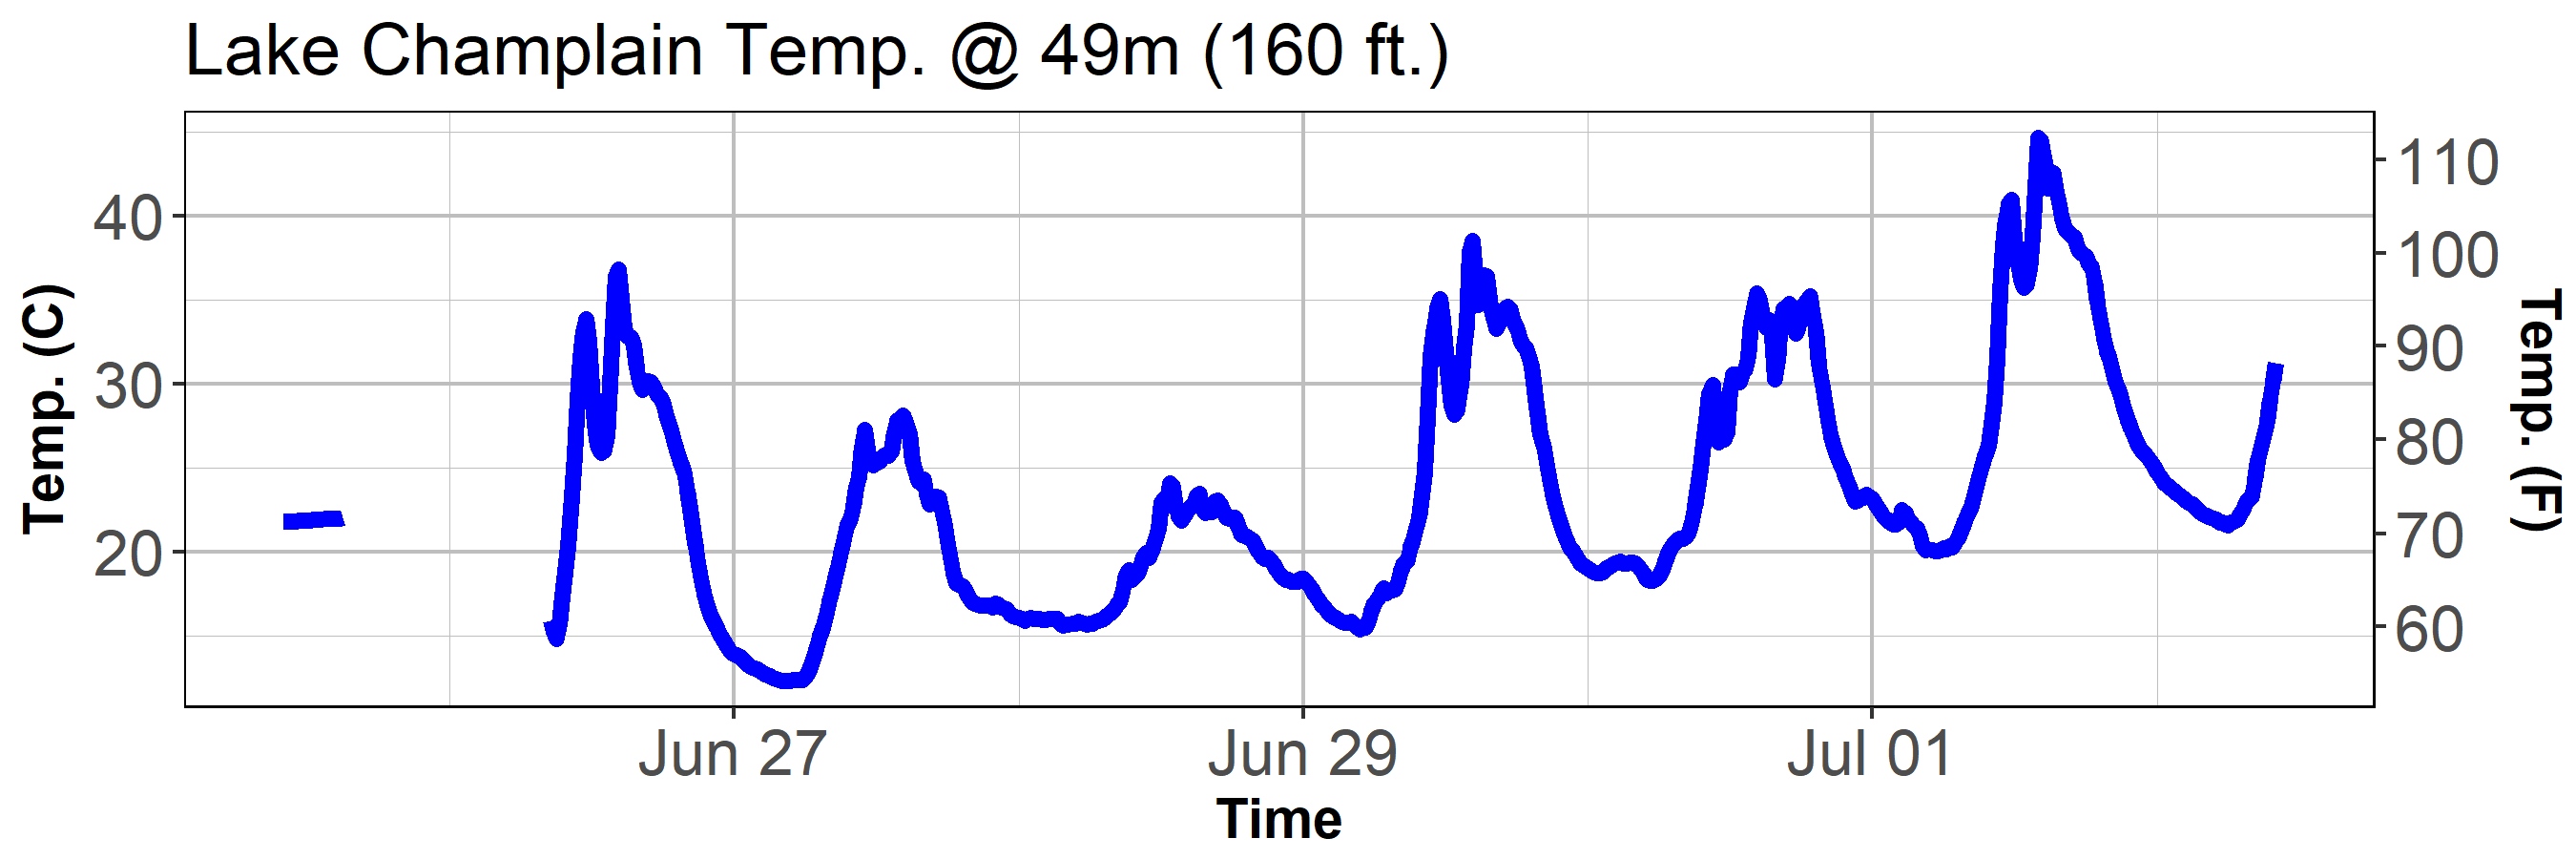 Lake Champlain Temp. @ 49m (160 ft.)
Temp. (C)
40
30
20
110
100
90
80
70
60
Temp. (F)
Jun 27
Jun 29
Jul 01
Time